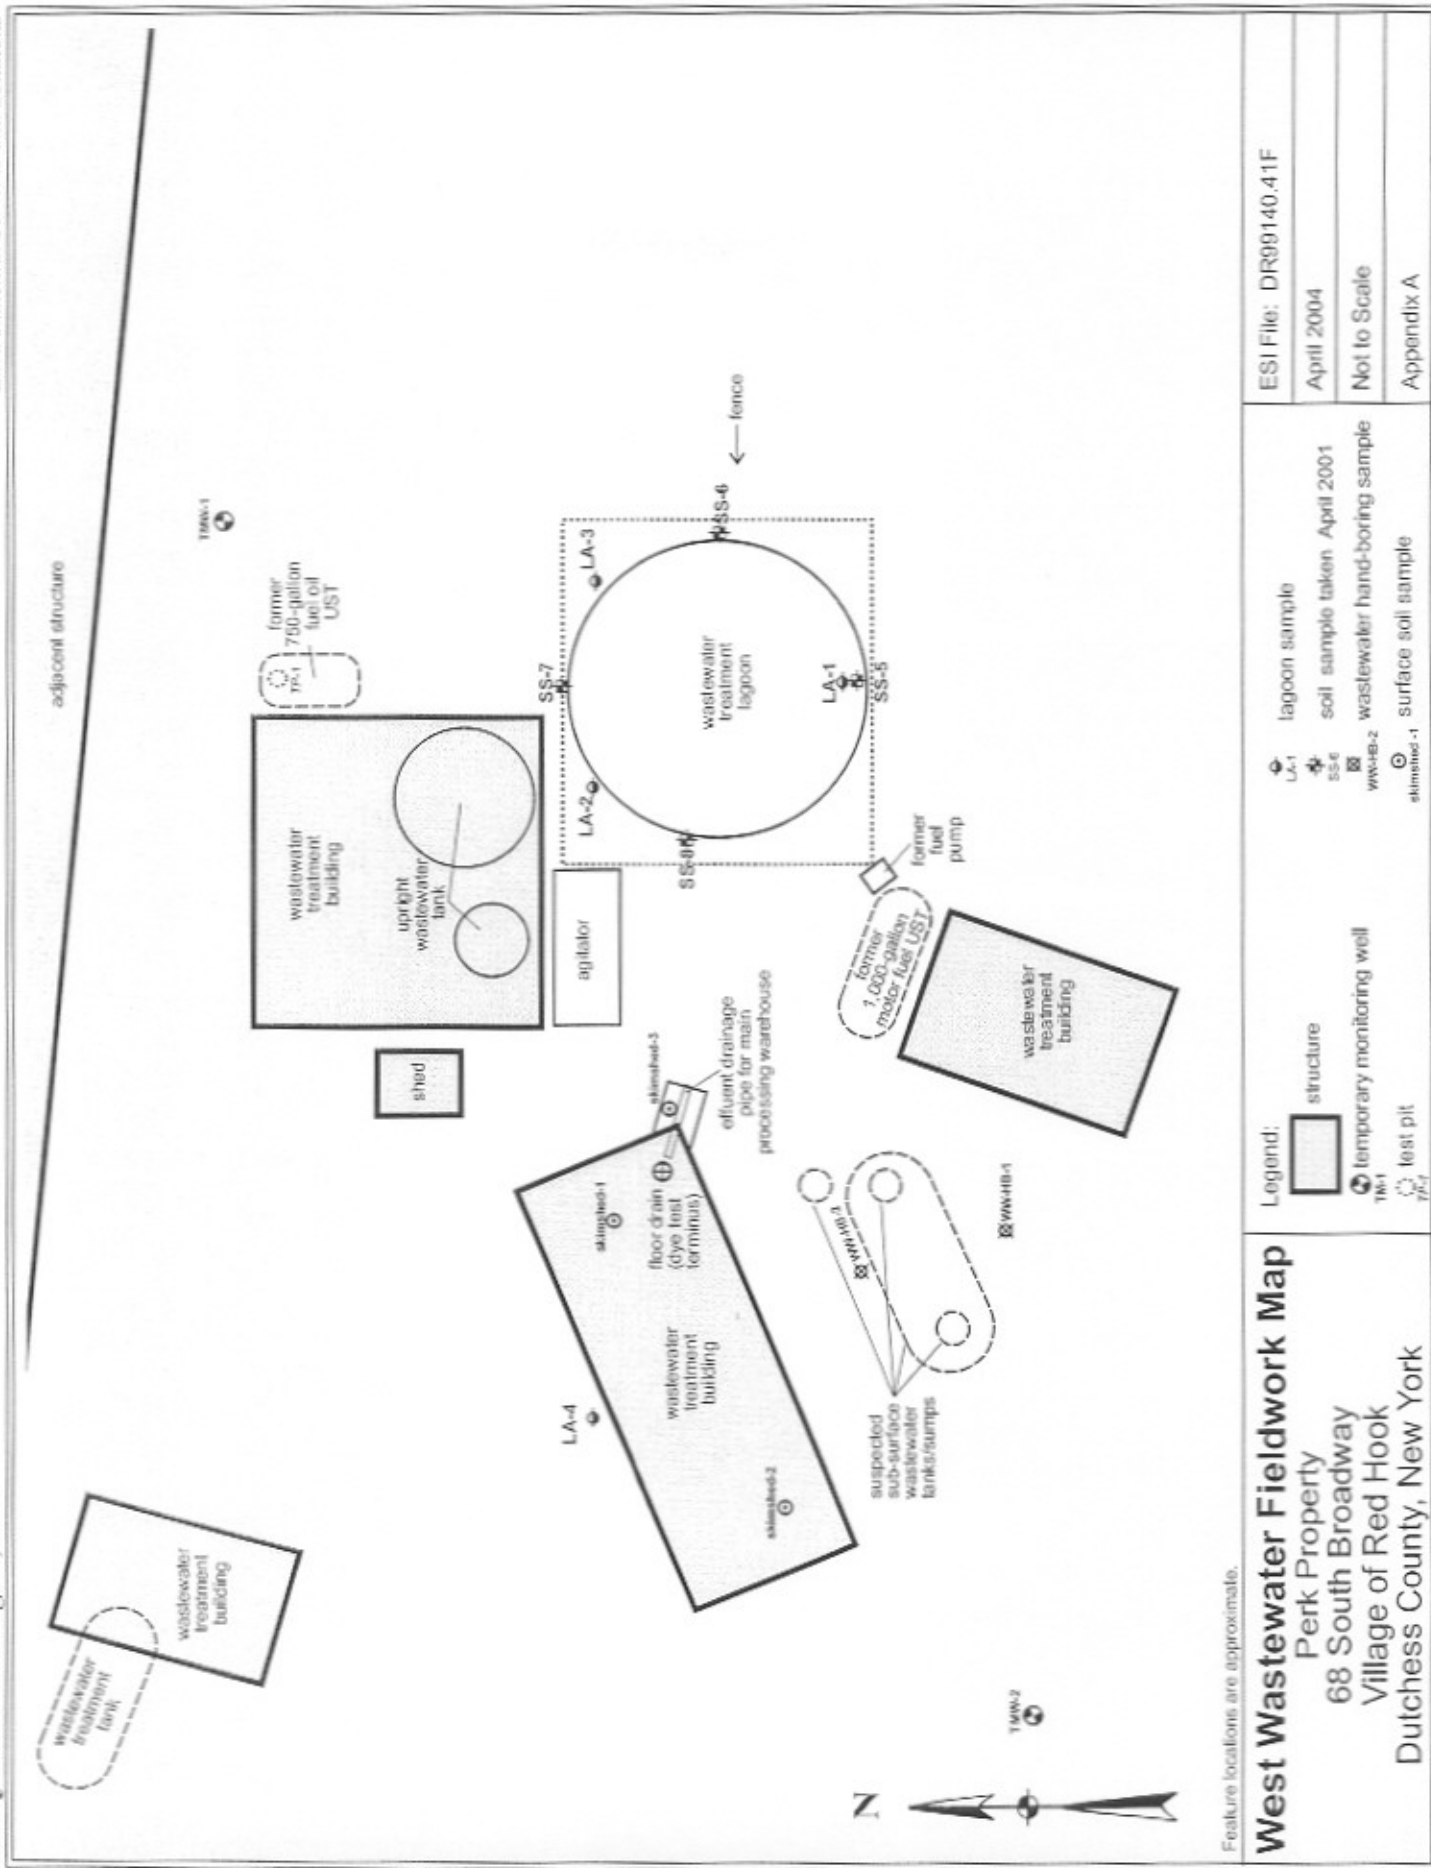 adjacent structure
TMW-1
former
750-gallon
fuel oil
UST
TP-1
wastewater
treatment
building
upright
wastewater
tank
shed
agitator
SS-7
LA-3
LA-2
SS-8
SS-6
fence
wastewater
treatment
lagoon
LA-1
SS-5
former
fuel
pump
former
1,000-gallon
motor fuel UST
wastewater
treatment
building
effluent drainage
pipe for main
processing warehouse
skimshed-3
skimshed-1
floor drain
(dye test
terminus)
wastewater
treatment
building
skimshed-2
LA-4
WW-HB-1
suspected
sub-surface
wastewater
tanks/sumps
wastewater
treatment
building
wastewater
treatment
tank
TMW-2
N
Feature locations are approximate.
West Wastewater Fieldwork Map
Perk Property
68 South Broadway
Village of Red Hook
Dutchess County, New York
Legend:
structure
temporary monitoring well
TM-1
test pit
TP-1
lagoon sample
LA-1
soil sample taken April 2001
SS-6
wastewater hand-boring sample
WW-HB-2
surface soil sample
skimshed -1
ESI File: DR99140.41F
April 2004
Not to Scale
Appendix A